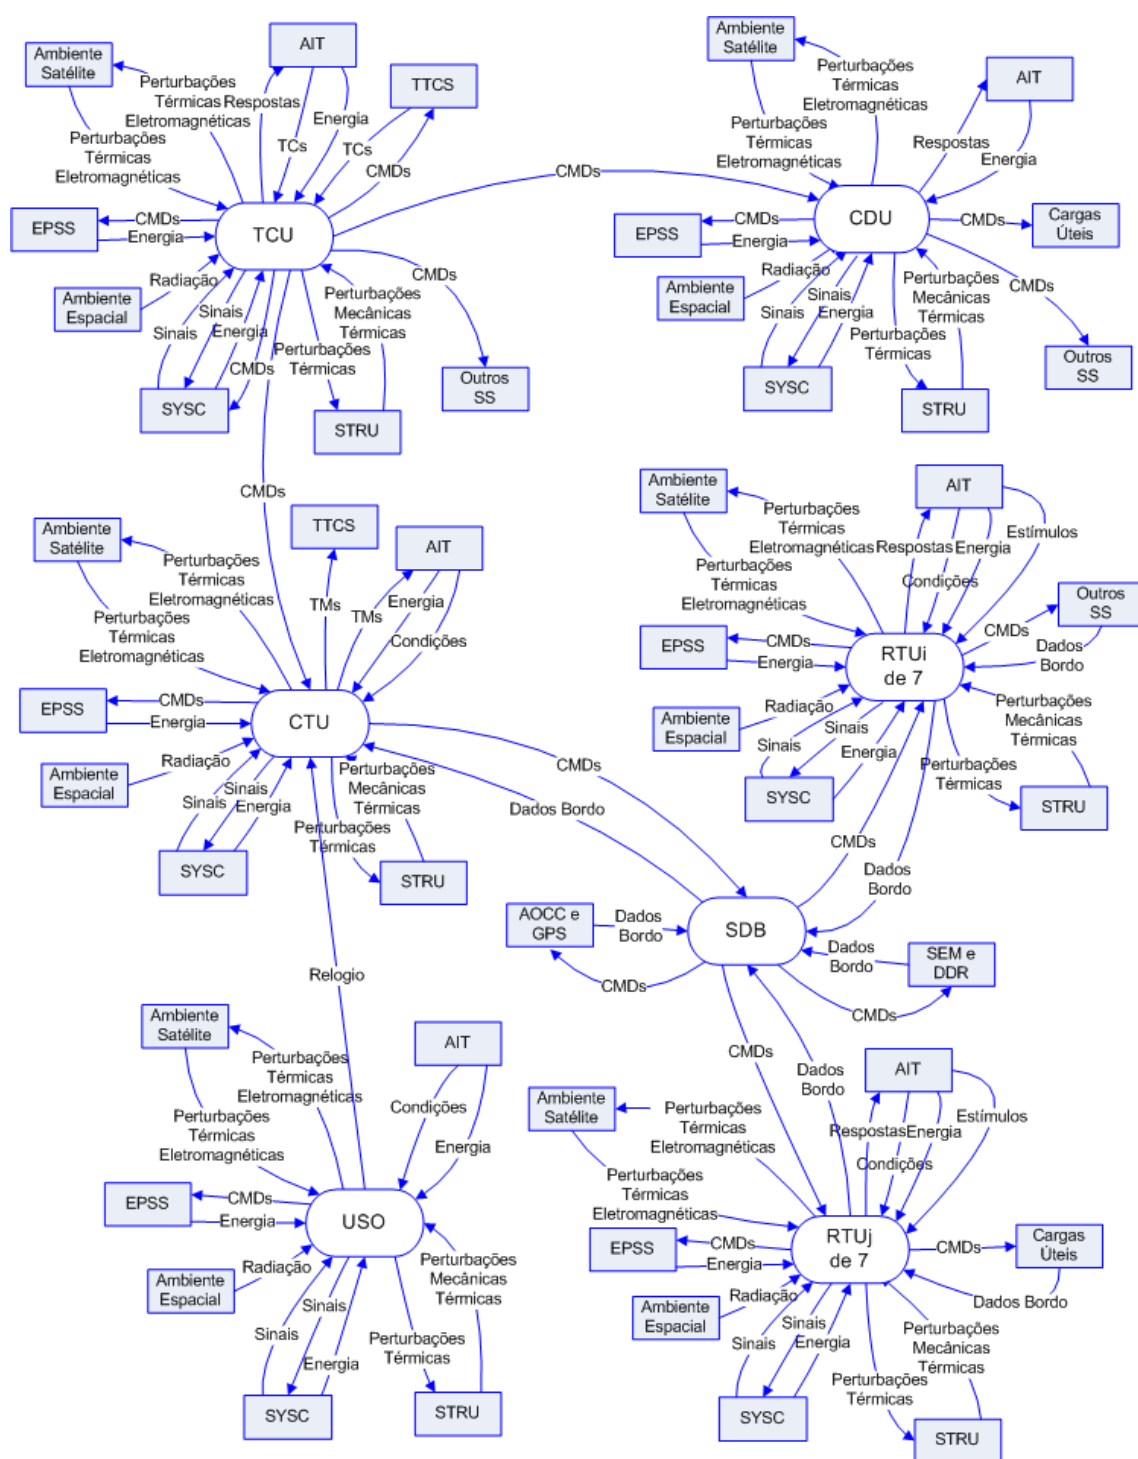 Ambiente
Satélite
AIT
TTCS
Perturbações
Térmicas
Eletromagnéticas
Respostas
Energia
TCs
TCs
CMDs
Perturbações
Térmicas
Eletromagnéticas
EPSS
CMDs
Energia
TCU
CMDs
Ambiente
Espacial
Radiação
Sinais
Sinais
Energia
CMDs
Perturbações
Mecânicas
Térmicas
CMDs
Perturbações
Térmicas
SYSC
STRU
Outros
SS
Ambiente
Satélite
Perturbações
Térmicas
Eletromagnéticas
AIT
Respostas
Energia
Perturbações
Térmicas
Eletromagnéticas
EPSS
CMDs
Energia
CDU
CMDs
Cargas
Úteis
Ambiente
Espacial
Radiação
Sinais
Sinais
Energia
Perturbações
Mecânicas
Térmicas
CMDs
Perturbações
Térmicas
SYSC
STRU
Outros
SS
CMDs
Ambiente
Satélite
TTCS
AIT
Perturbações
Térmicas
Eletromagnéticas
TMs
TMs
Energia
Condições
Perturbações
Térmicas
Eletromagnéticas
EPSS
CMDs
Energia
CTU
Ambiente
Espacial
Radiação
Sinais
Sinais
Energia
Perturbações
Mecânicas
Térmicas
Perturbações
Térmicas
SYSC
STRU
CMDs
Dados Bordo
Ambiente
Satélite
AIT
Perturbações
Térmicas
Eletromagnéticas
Respostas
Energia
Estímulos
Condições
Perturbações
Térmicas
Eletromagnéticas
Outros
SS
CMDs
Dados
Bordo
EPSS
CMDs
Energia
RTUi
de 7
Ambiente
Espacial
Radiação
Sinais
Sinais
Energia
Perturbações
Mecânicas
Térmicas
Perturbações
Térmicas
SYSC
STRU
CMDs
Dados
Bordo
AOCC e
GPS
Dados
Bordo
SDB
Dados
Bordo
SEM e
DDR
CMDs
CMDs
Relogio
CMDs
Dados
Bordo
Ambiente
Satélite
AIT
Perturbações
Térmicas
Eletromagnéticas
Condições
Energia
Perturbações
Térmicas
Eletromagnéticas
EPSS
CMDs
Energia
USO
Ambiente
Espacial
Radiação
Sinais
Sinais
Energia
Perturbações
Mecânicas
Térmicas
Perturbações
Térmicas
SYSC
STRU
Ambiente
Satélite
AIT
Perturbações
Térmicas
Eletromagnéticas
Respostas
Energia
Estímulos
Condições
Perturbações
Térmicas
Eletromagnéticas
EPSS
CMDs
Energia
RTUj
de 7
CMDs
Cargas
Úteis
Dados Bordo
Ambiente
Espacial
Radiação
Sinais
Sinais
Energia
Perturbações
Mecânicas
Térmicas
Perturbações
Térmicas
SYSC
STRU